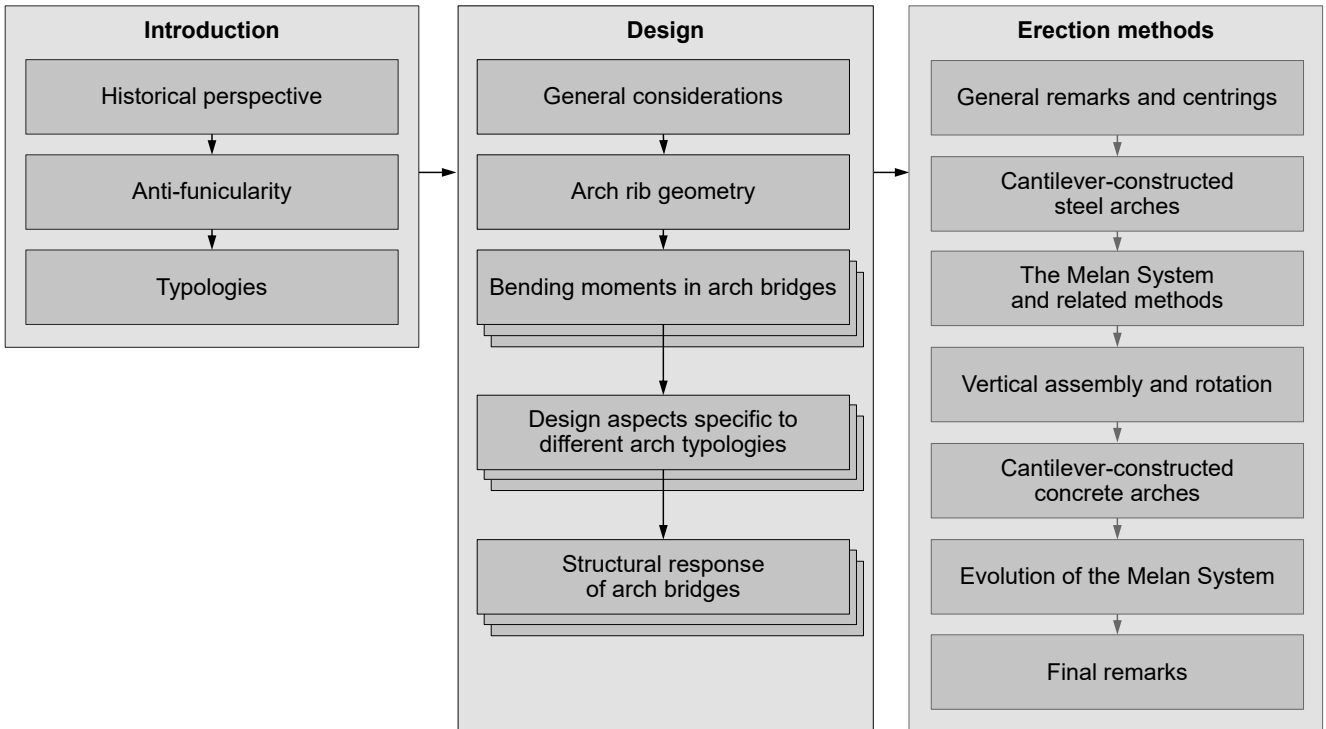 Introduction
Historical perspective
Anti-funicularity
Typologies
Design
General considerations
Arch rib geometry
Bending moments in arch bridges
Design aspects specific to
different arch typologies
Structural response
of arch bridges
Erection methods
General remarks and centrings
Cantilever-constructed
steel arches
The Melan System
and related methods
Vertical assembly and rotation
Cantilever-constructed
concrete arches
Evolution of the Melan System
Final remarks